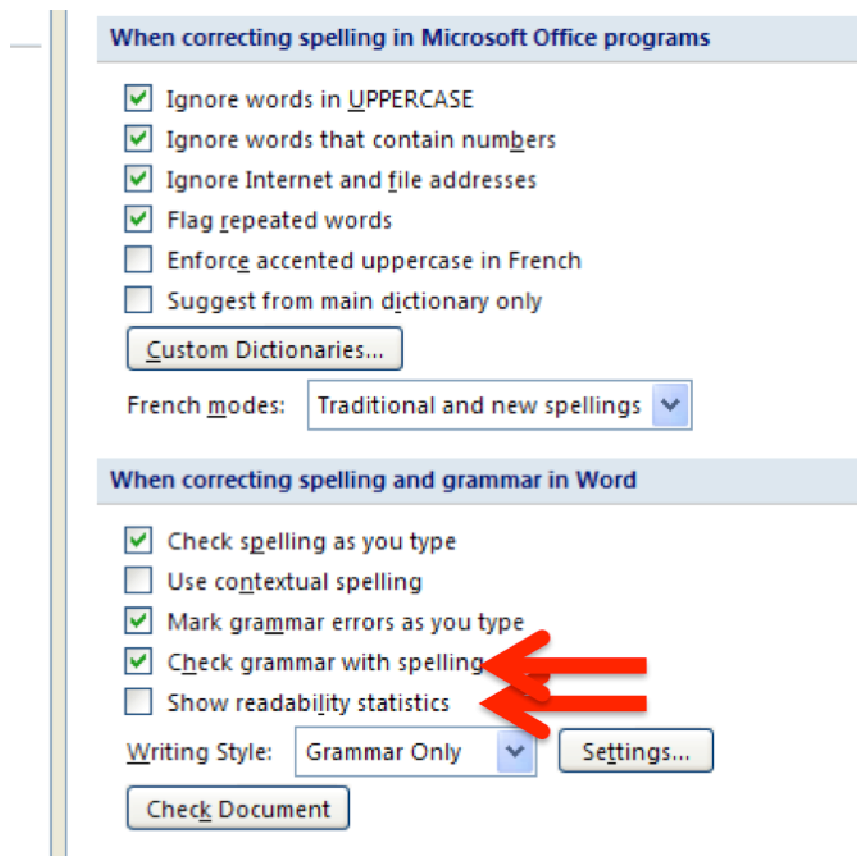 When correcting spelling in Microsoft Office programs
Ignore words in UPPERCASE
Ignore words that contain numbers
Ignore Internet and file addresses
Flag repeated words
Enforce accented uppercase in French
Suggest from main dictionary only
Custom Dictionaries...
French modes: Traditional and new spellings
When correcting spelling and grammar in Word
Check spelling as you type
Use contextual spelling
Mark grammar errors as you type
Check grammar with spelling
Show readability statistics
Writing Style: Grammar Only Settings...
Check Document